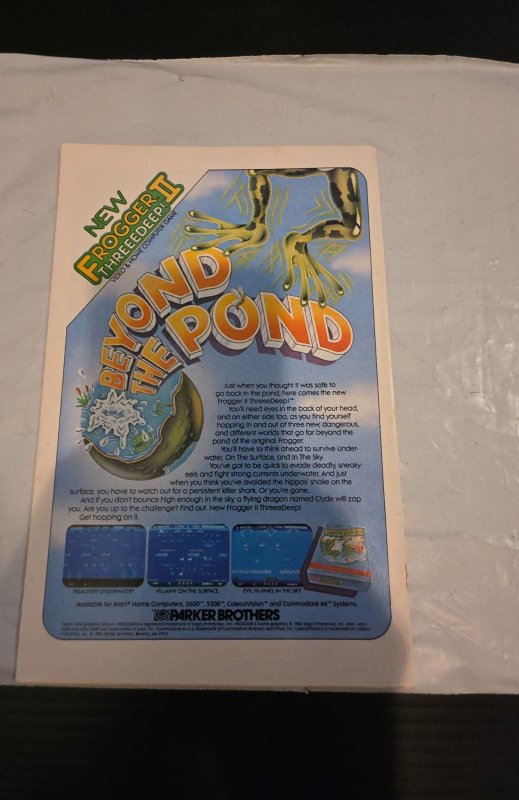 NEW
FROGGER II
THREEEDEEP!™
VIDEO & HOME COMPUTER GAME
BEYOND
THE POND
Just when you thought it was safe to
go back in the pond, here comes the new
Frogger II ThreeeDeep!™
You'll need eyes in the back of your head,
and on either side too, as you find yourself
hopping in and out of three new, dangerous,
and different worlds that go far beyond the
pond of the original Frogger.
You'll have to think ahead to survive Under-
water, On The Surface, and In The Sky.
You've got to be quick to evade deadly, sneaky
eels and fight strong currents underwater. And just
when you think you've avoided the hippos' shake on the
surface, you have to watch out for a persistent killer shark. Or you're gone.
And if you don't bounce high enough in the sky, a flying dragon named Clyde will zap
you. Are you up to the challenge? Find out. New Frogger II ThreeeDeep!
Get hopping on it.
TREACHERY UNDERWATER.
VILLAINY ON THE SURFACE.
EVIL HI-JINKS IN THE SKY.
Available for Atari® Home Computers, 2600™, 5200™, ColecoVision™ and Commodore 64™ Systems.
PARKER BROTHERS